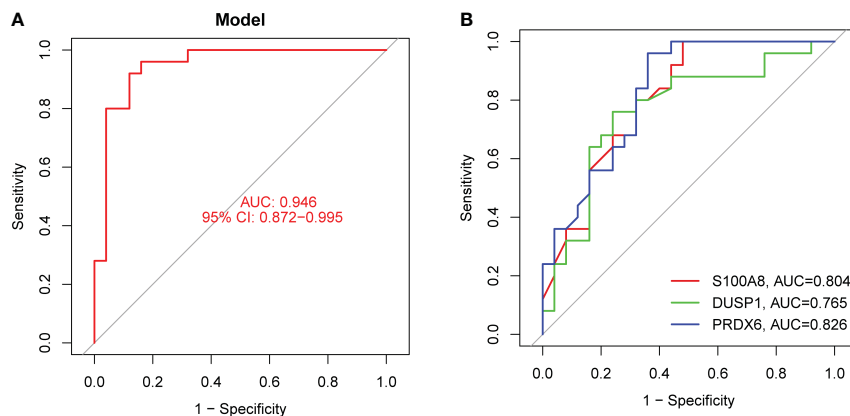 A
Model
Sensitivity
1.0
0.8
0.6
0.4
0.2
0.0
AUC: 0.946
95% CI: 0.872−0.995
0.0 0.2 0.4 0.6 0.8 1.0
1 − Specificity
B
Sensitivity
1.0
0.8
0.6
0.4
0.2
0.0
S100A8, AUC=0.804
DUSP1, AUC=0.765
PRDX6, AUC=0.826
0.0 0.2 0.4 0.6 0.8 1.0
1 − Specificity